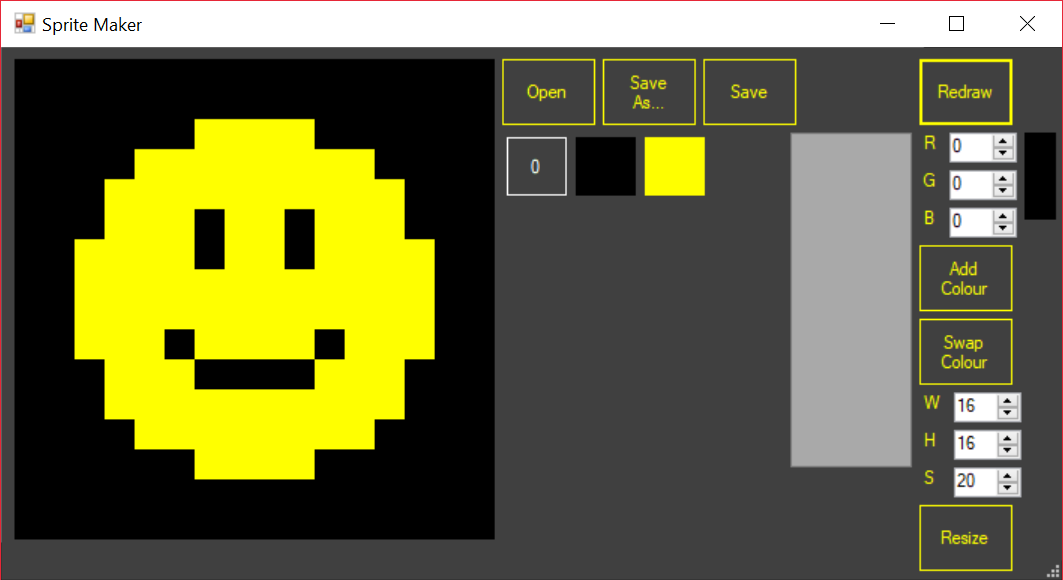 Sprite Maker
Open
Save
As...
Save
Redraw
0
R 0
G 0
B 0
Add
Colour
Swap
Colour
W 16
H 16
S 20
Resize